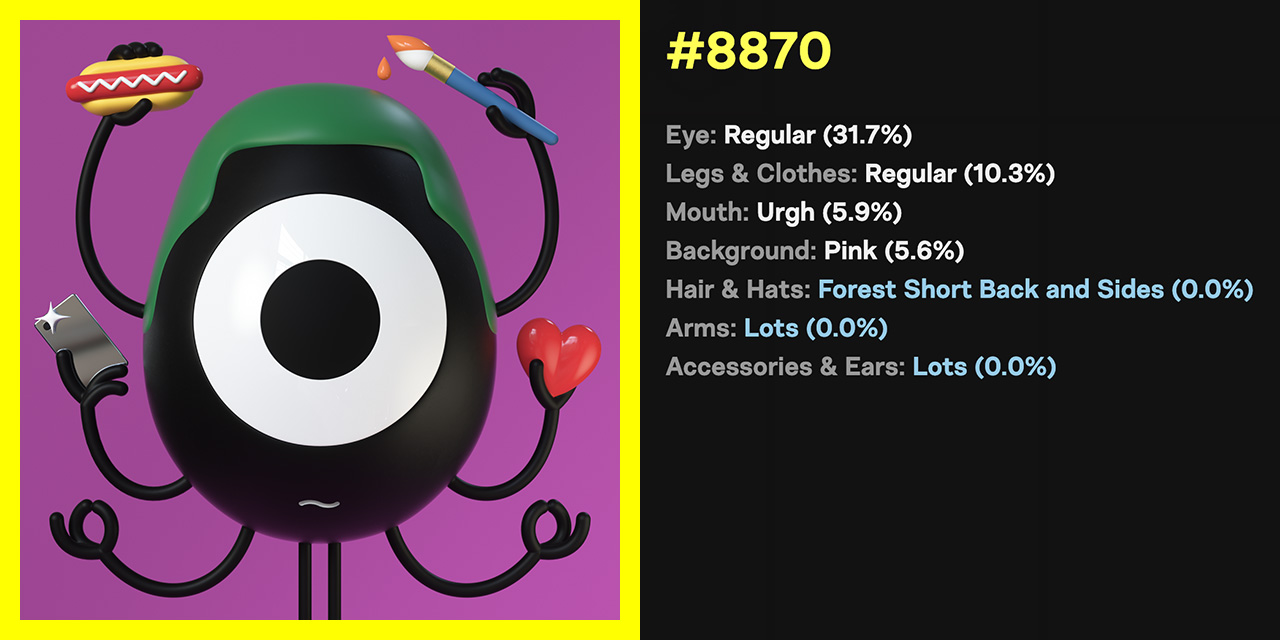 #8870
Eye: Regular (31.7%)
Legs & Clothes: Regular (10.3%)
Mouth: Urgh (5.9%)
Background: Pink (5.6%)
Hair & Hats: Forest Short Back and Sides (0.0%)
Arms: Lots (0.0%)
Accessories & Ears: Lots (0.0%)